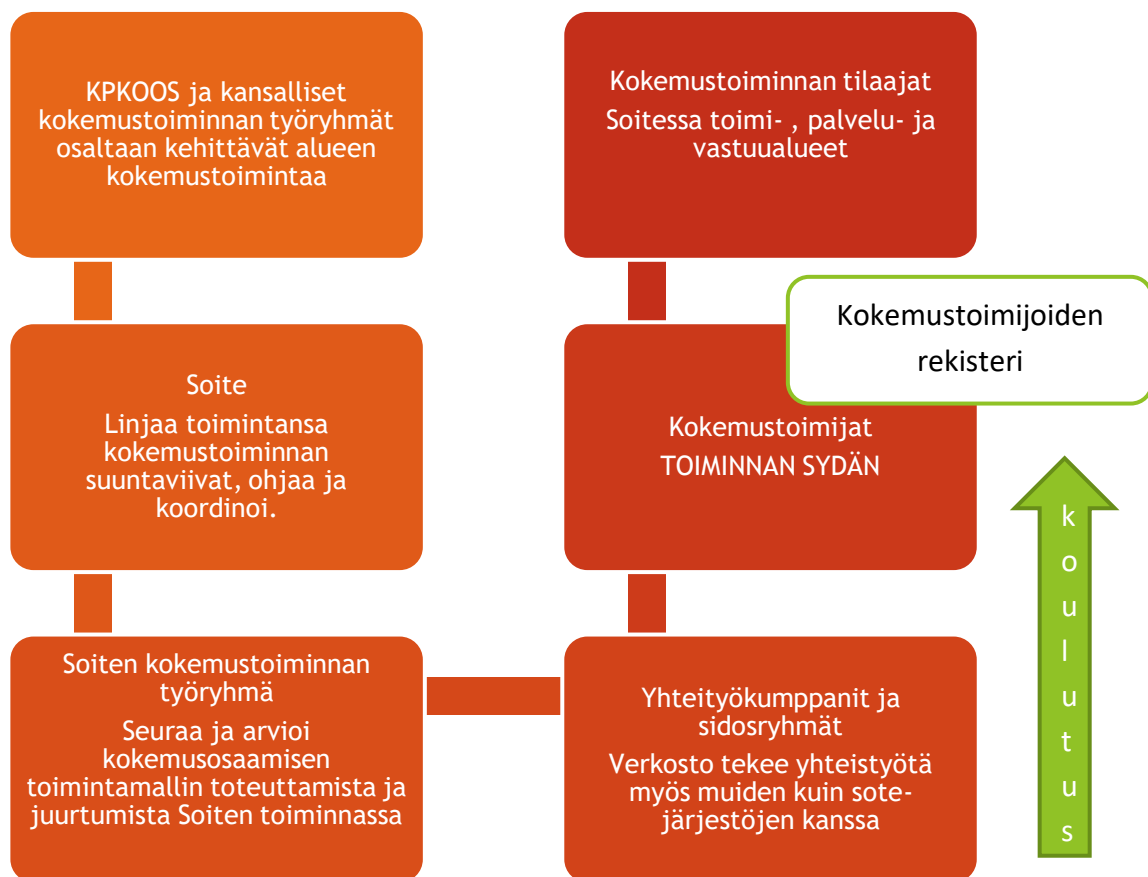 KPKOOS ja kansalliset
kokemustoiminnan työryhmät
osaltaan kehittävät alueen
kokemustoimintaa
Soite
Linjaa toimintansa
kokemustoiminnan
suuntaviivat, ohjaa ja
koordinoi.
Soiten kokemustoiminnan
työryhmä
Seuraa ja arvioi
kokemusosaamisen
toimintamallin toteuttamista ja
juurtumista Soiten toiminnassa
Yhteityökumppanit ja
sidosryhmät
Verkosto tekee yhteistyötä
myös muiden kuin sote-
järjestöjen kanssa
Kokemustoimijat
TOIMINNAN SYDÄN
Kokemustoiminnan tilaajat
Soitessa toimi- , palvelu- ja
vastuualueet
Kokemustoimijoiden
rekisteri
koulutus